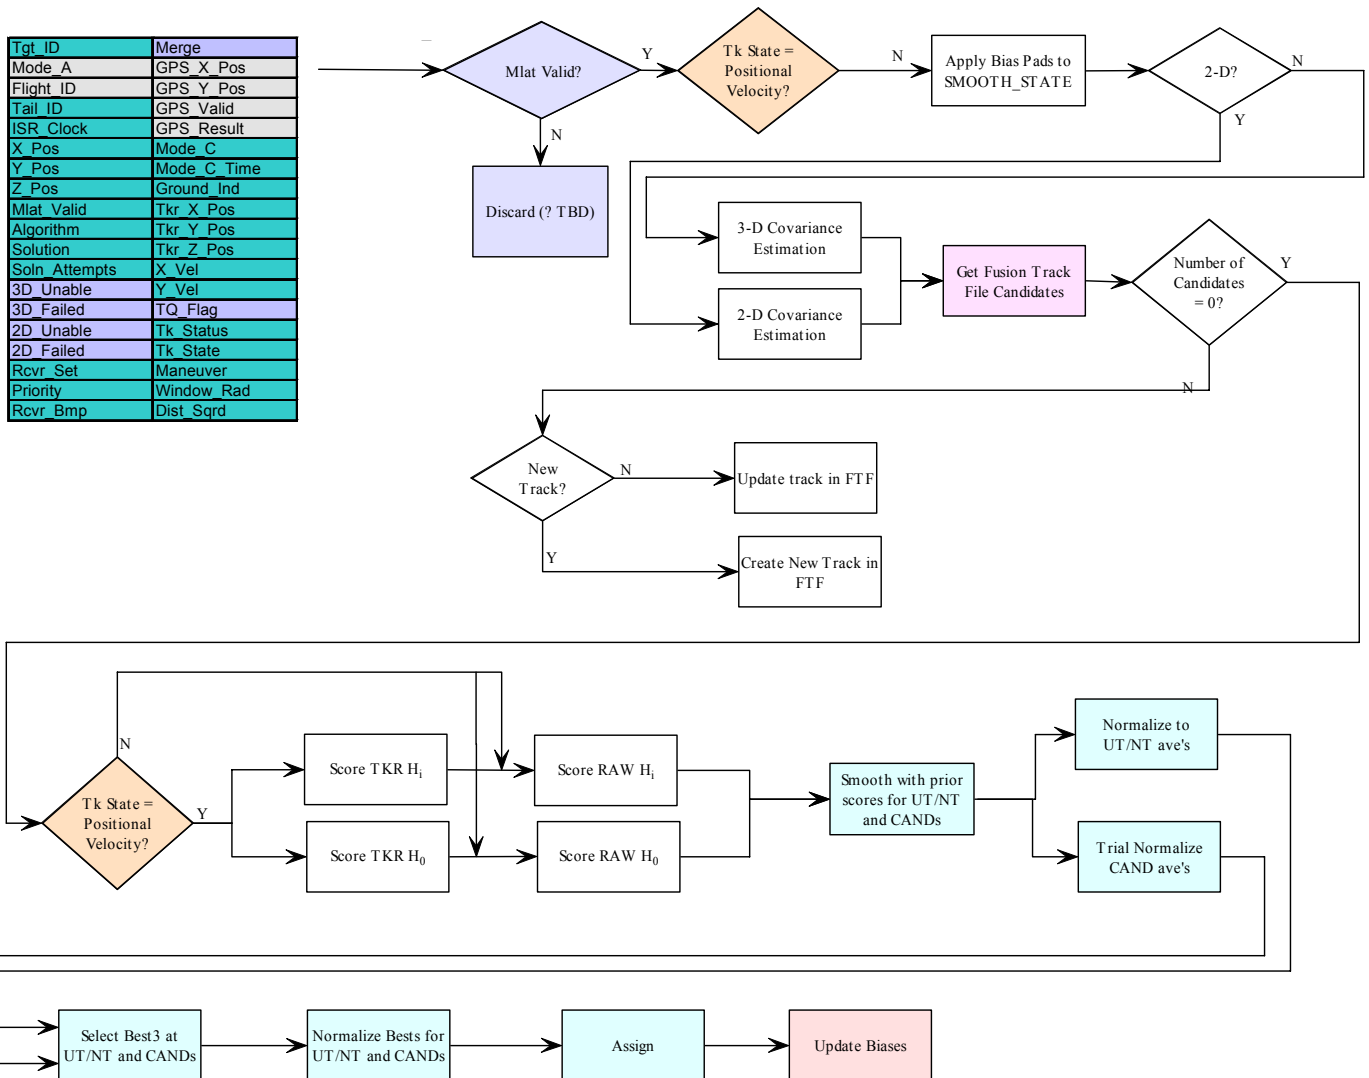 Tgt_ID Merge
Mode_A GPS_X_Pos
Flight_ID GPS_Y_Pos
Tail_ID GPS_Valid
ISR_Clock GPS_Result
X_Pos Mode_C
Y_Pos Mode_C_Time
Z_Pos Ground_Ind
Mlat_Valid Tkr_X_Pos
Algorithm Tkr_Y_Pos
Solution Tkr_Z_Pos
Soln_Attempts X_Vel
3D_Unable Y_Vel
3D_Failed TQ_Flag
2D_Unable Tk_Status
2D_Failed Tk_State
Rcvr_Set Maneuver
Priority Window_Rad
Rcvr_Bmp Dist_Sqrd
Mlat Valid?
Y
N
Discard (? TBD)
Tk State =
Positional
Velocity?
N
Apply Bias Pads to
SMOOTH_STATE
2-D?
N
Y
3-D Covariance
Estimation
2-D Covariance
Estimation
Get Fusion Track
File Candidates
Number of
Candidates
= 0?
Y
N
New
Track?
N
Update track in FTF
Y
Create New Track in
FTF
N
Tk State =
Positional
Velocity?
Y
Score TKR Hi
Score TKR H0
Score RAW Hi
Score RAW H0
Smooth with prior
scores for UT/NT
and CANDs
Normalize to
UT/NT ave's
Trial Normalize
CAND ave's
Select Best3 at
UT/NT and CANDs
Normalize Bests for
UT/NT and CANDs
Assign
Update Biases